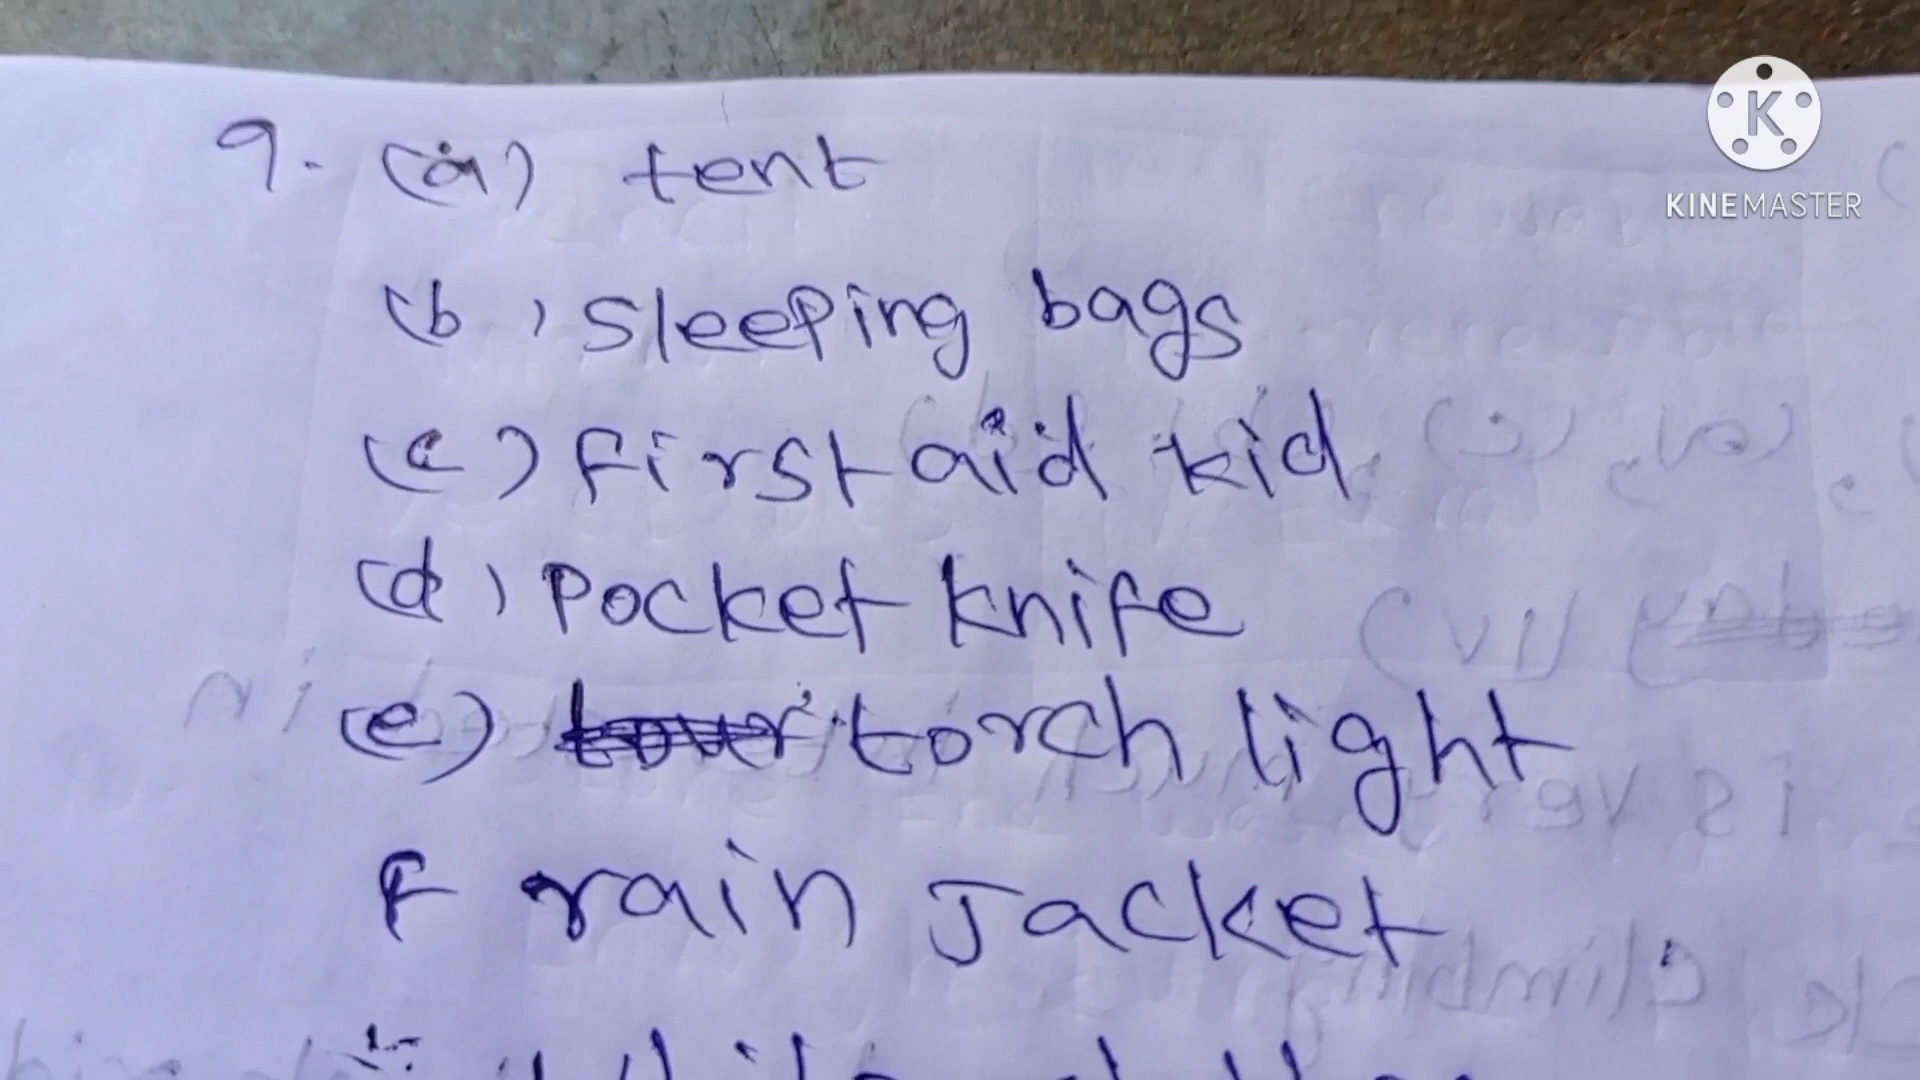 9. (a) tent
KINEMASTER
(b) sleeping bags
(c) first aid kid
(d) Pocket knife
(e) torch light
F rain Jacket